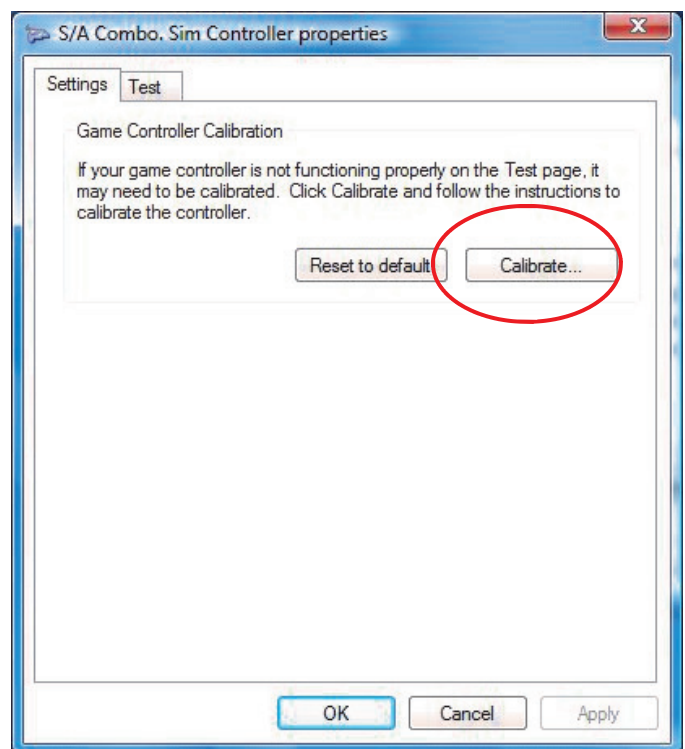 S/A Combo. Sim Controller properties
Settings Test
Game Controller Calibration
If your game controller is not functioning properly on the Test page, it
may need to be calibrated. Click Calibrate and follow the instructions to
calibrate the controller.
Reset to default Calibrate...
OK Cancel Apply